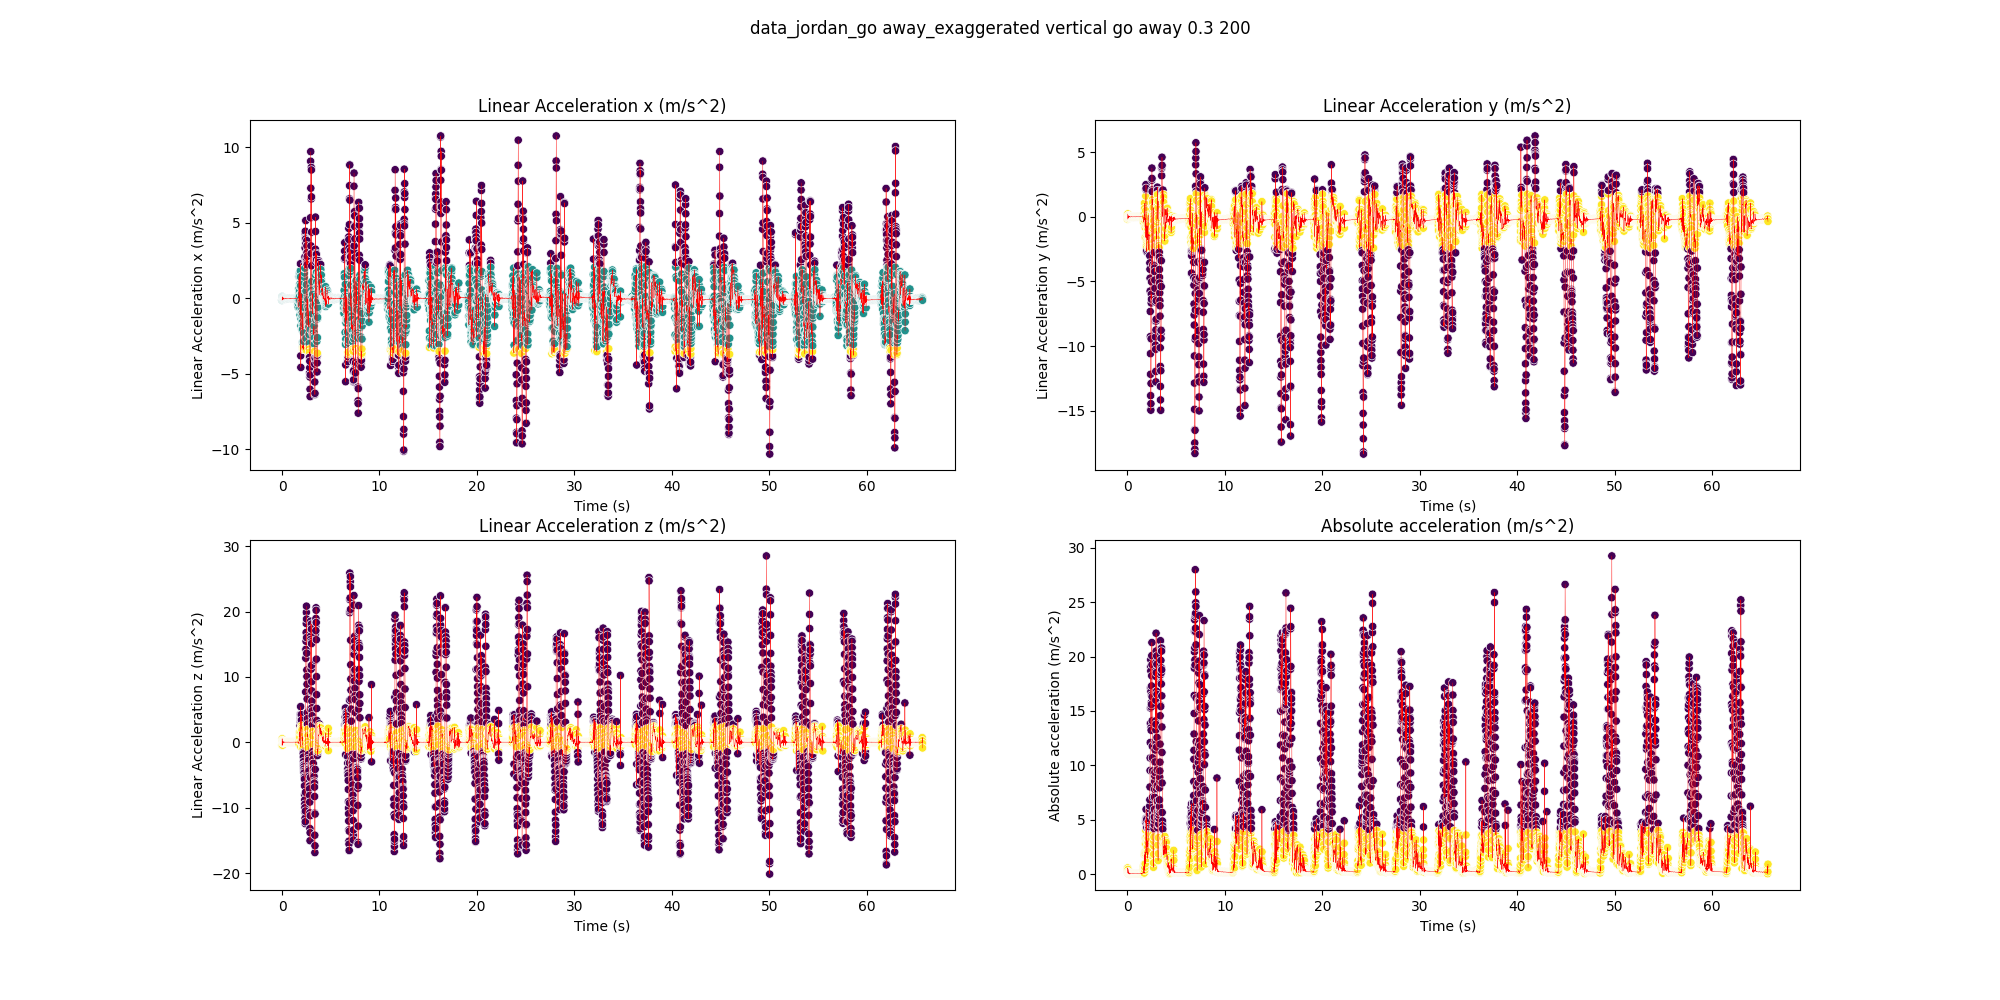 data_jordan_go away_exaggerated vertical go away 0.3 200
Linear Acceleration x (m/s^2)
Linear Acceleration x (m/s^2)
10
5
0
−5
−10
0 10 20 30 40 50 60
Time (s)
Linear Acceleration y (m/s^2)
Linear Acceleration y (m/s^2)
5
0
−5
−10
−15
0 10 20 30 40 50 60
Time (s)
Linear Acceleration z (m/s^2)
Linear Acceleration z (m/s^2)
30
20
10
0
−10
−20
0 10 20 30 40 50 60
Time (s)
Absolute acceleration (m/s^2)
Absolute acceleration (m/s^2)
30
25
20
15
10
5
0
0 10 20 30 40 50 60
Time (s)